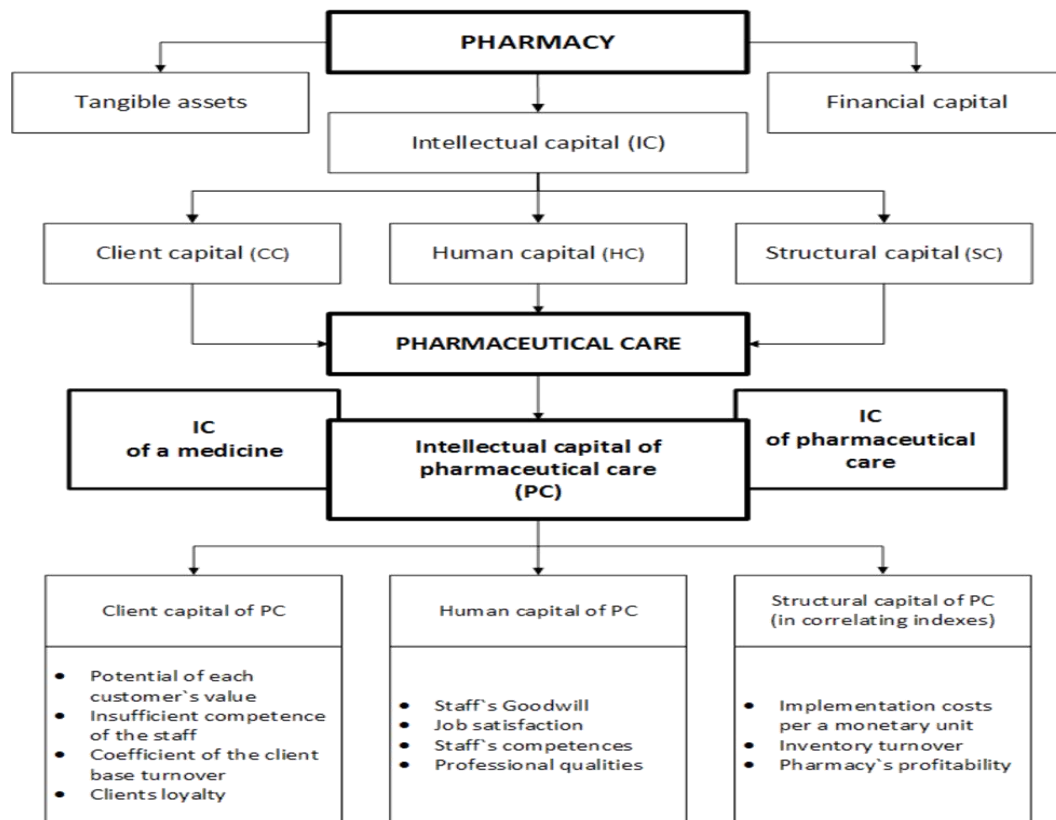 PHARMACY
Tangible assets
Financial capital
Intellectual capital (IC)
Client capital (CC)
Human capital (HC)
Structural capital (SC)
PHARMACEUTICAL CARE
IC
of a medicine
Intellectual capital of
pharmaceutical care
(PC)
IC
of pharmaceutical
care
Client capital of PC
• Potential of each
customer`s value
• Insufficient competence
of the staff
• Coefficient of the client
base turnover
• Clients loyalty
Human capital of PC
• Staff`s Goodwill
• Job satisfaction
• Staff`s competences
• Professional qualities
Structural capital of PC
(in correlating indexes)
• Implementation costs
per a monetary unit
• Inventory turnover
• Pharmacy`s profitability